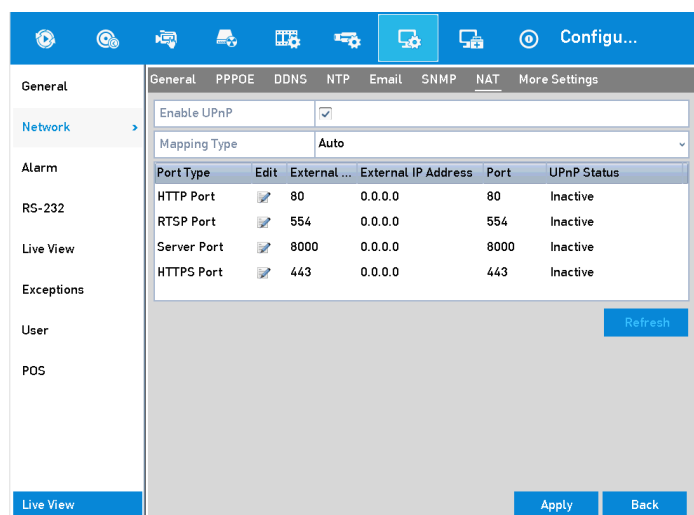 Configu...
General PPPOE DDNS NTP Email SNMP NAT More Settings
General
Network
Alarm
RS-232
Live View
Exceptions
User
POS
Live View
Enable UPnP
Mapping Type Auto
Port Type Edit External ... External IP Address Port UPnP Status
HTTP Port 80 0.0.0.0 80 Inactive
RTSP Port 554 0.0.0.0 554 Inactive
Server Port 8000 0.0.0.0 8000 Inactive
HTTPS Port 443 0.0.0.0 443 Inactive
Refresh
Apply Back